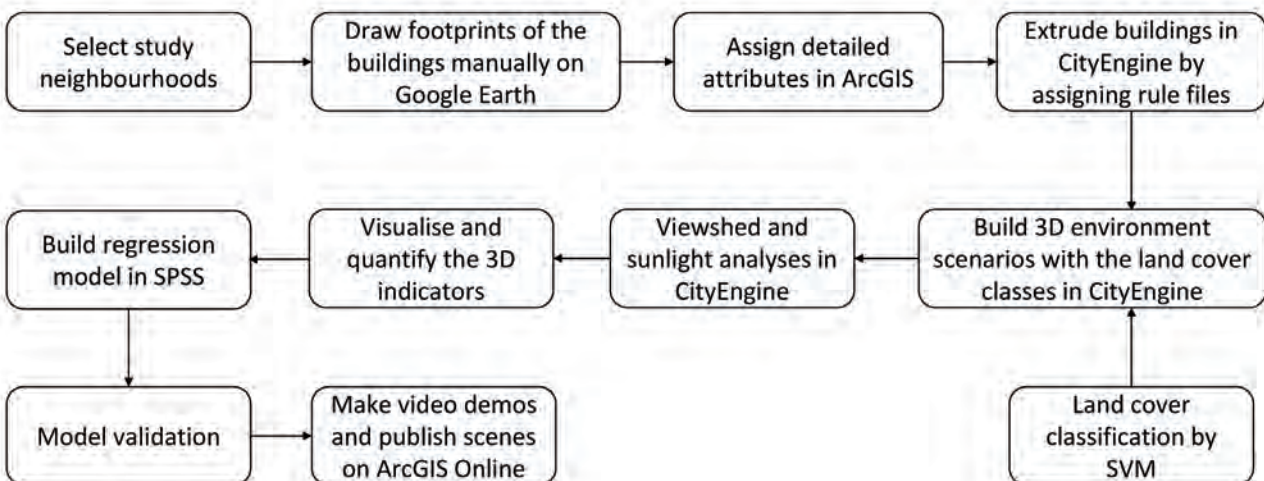 Select study
neighbourhoods
Draw footprints of the
buildings manually on
Google Earth
Assign detailed
attributes in ArcGIS
Extrude buildings in
CityEngine by
assigning rule files
Build 3D environment
scenarios with the land cover
classes in CityEngine
Viewshed and
sunlight analyses in
CityEngine
Visualise and
quantify the 3D
indicators
Build regression
model in SPSS
Model validation
Make video demos
and publish scenes
on ArcGIS Online
Land cover
classification by
SVM